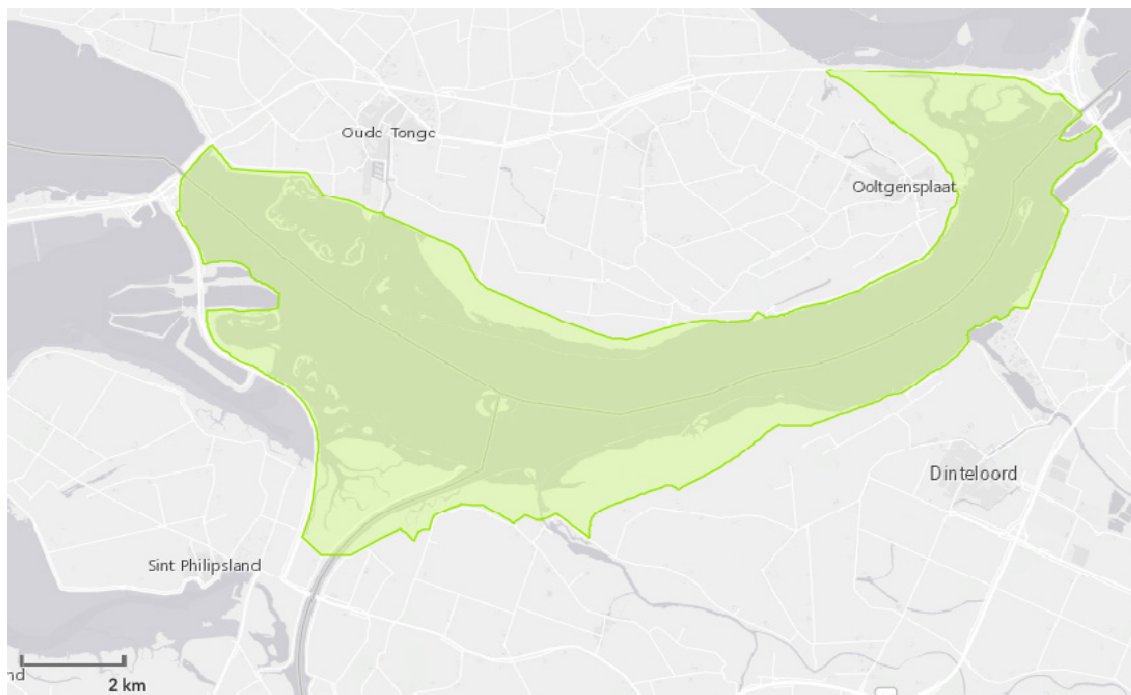 Oude Tonge
Ooltgensplaat
Dinteloord
Sint Philipsland
nd
2 km